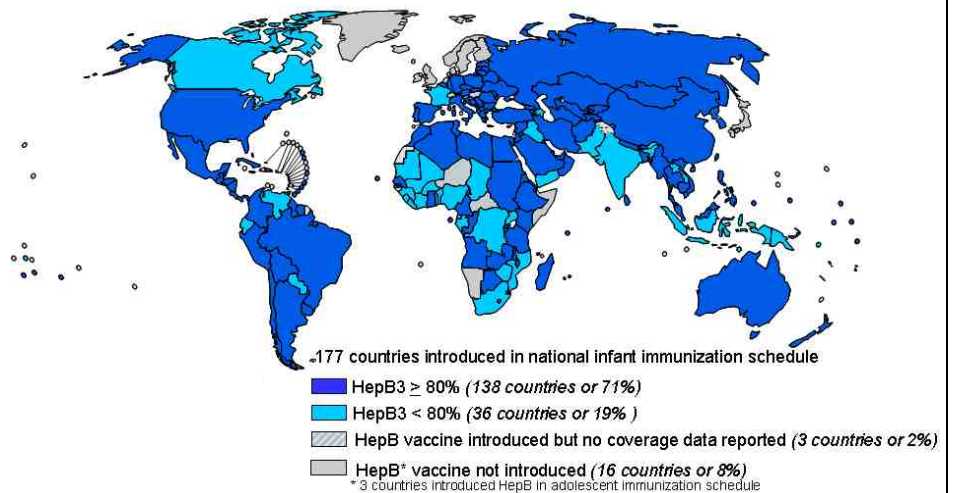 177 countries introduced in national infant immunization schedule
HepB3 ≥ 80% (138 countries or 71%)
HepB3 < 80% (36 countries or 19% )
HepB vaccine introduced but no coverage data reported (3 countries or 2%)
HepB* vaccine not introduced (16 countries or 8%)
* 3 countries introduced HepB in adolescent immunization schedule